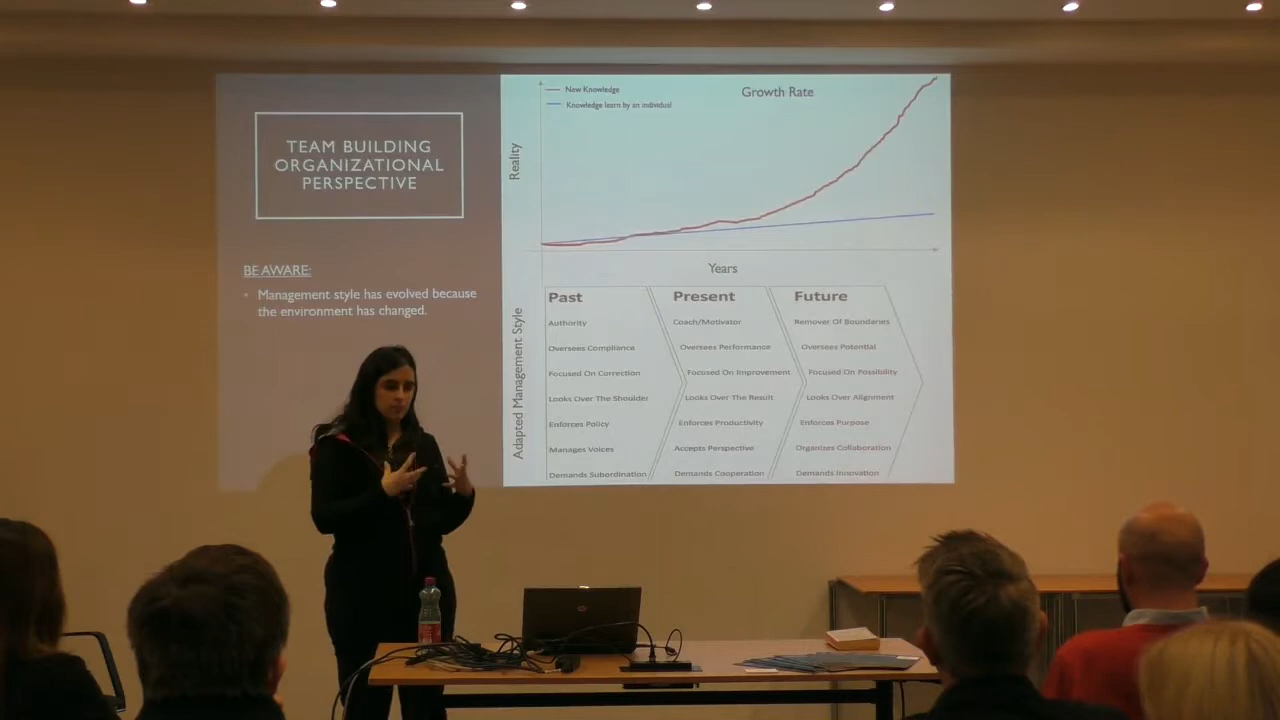 TEAM BUILDING
ORGANIZATIONAL
PERSPECTIVE
BE AWARE:
• Management style has evolved because
the environment has changed.
New Knowledge
Knowledge learn by an individual
Growth Rate
Reality
Years
Adapted Management Style
Past
Authority
Oversees Compliance
Focused On Correction
Looks Over The Shoulder
Enforces Policy
Manages Voices
Demands Subordination
Present
Coach/Motivator
Oversees Performance
Focused On Improvement
Looks Over The Result
Enforces Productivity
Accepts Perspective
Demands Cooperation
Future
Remover Of Boundaries
Oversees Potential
Focused On Possibility
Looks Over Alignment
Enforces Purpose
Organizes Collaboration
Demands Innovation